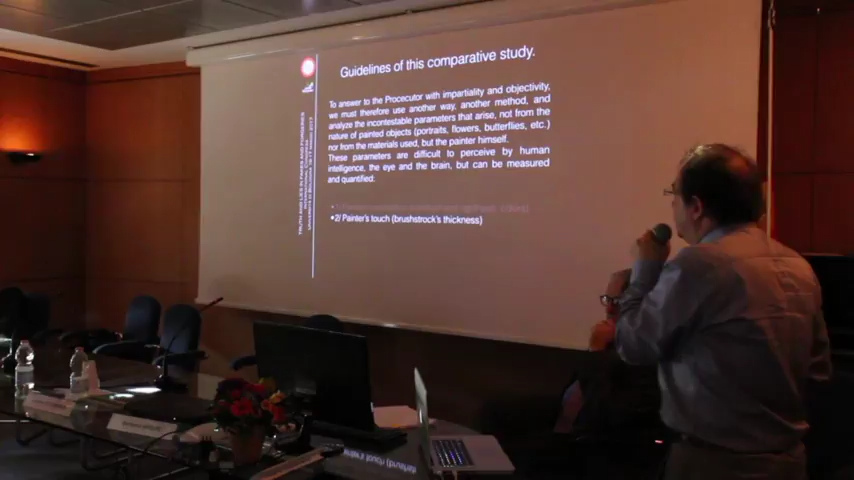 Guidelines of this comparative study.
To answer to the Procecutor with impartiality and objectivity,
we must therefore use another way, another method, and
analyze the incontestable parameters that arise, not from the
nature of painted objects (portraits, flowers, butterflies, etc.)
nor from the materials used, but the painter himself.
These parameters are difficult to perceive by human
intelligence, the eye and the brain, but can be measured
and quantified:
•2/ Painter's touch (brushstrock's thickness)